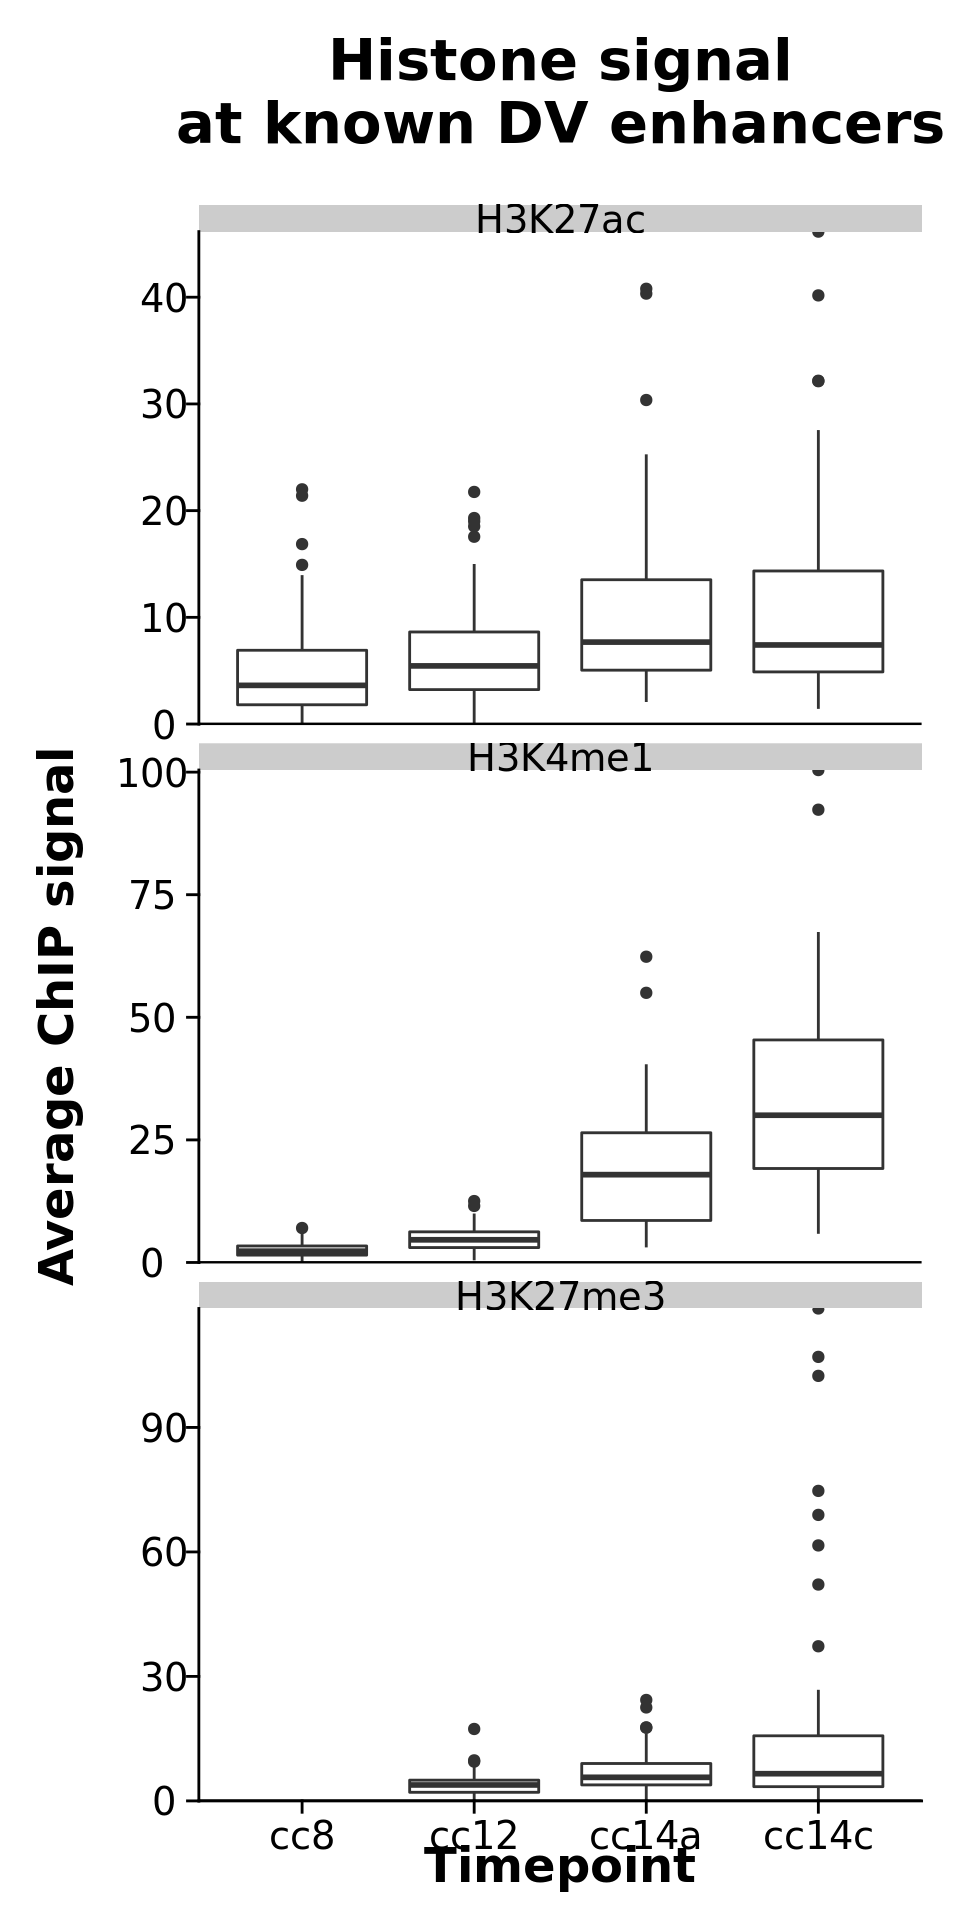 Histone signal
at known DV enhancers
H3K27ac
40
30
20
10
0
H3K4me1
100
75
50
25
0
Average ChIP signal
H3K27me3
90
60
30
0
cc8 cc12 cc14a cc14c
Timepoint